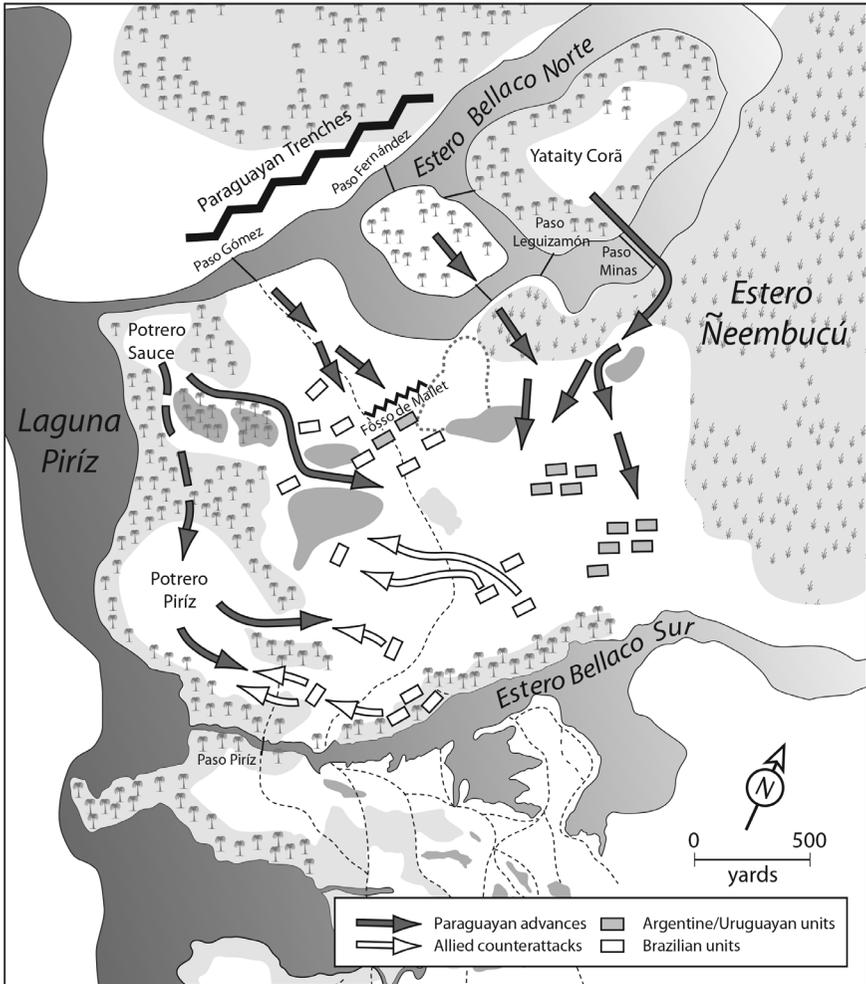 Estero Bellaco Norte
Paraguayan Trenches
Paso Fernández
Yataity Corã
Paso Gómez
Paso
Leguizamón
Paso
Minas
Estero
Ñeembucú
Potrero
Sauce
Fôsso de Mallet
Laguna
Piríz
Potrero
Piríz
Estero Bellaco Sur
Paso Piríz
N
0 500
yards
Paraguayan advances
Argentine/Uruguayan units
Allied counterattacks
Brazilian units